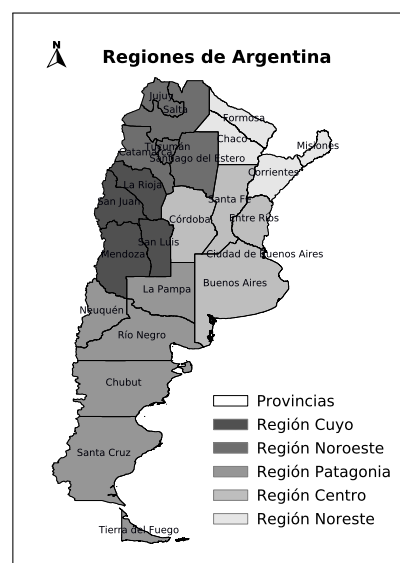 N
Regiones de Argentina
Jujuy
Salta
Formosa
Chaco
Misiones
Tucumán
Catamarca
Santiago del Estero
Corrientes
La Rioja
Santa Fe
San Juan
Córdoba
Entre Ríos
San Luis
Mendoza
Ciudad de Buenos Aires
Buenos Aires
La Pampa
Neuquén
Río Negro
Chubut
Santa Cruz
Tierra del Fuego
Provincias
Región Cuyo
Región Noroeste
Región Patagonia
Región Centro
Región Noreste